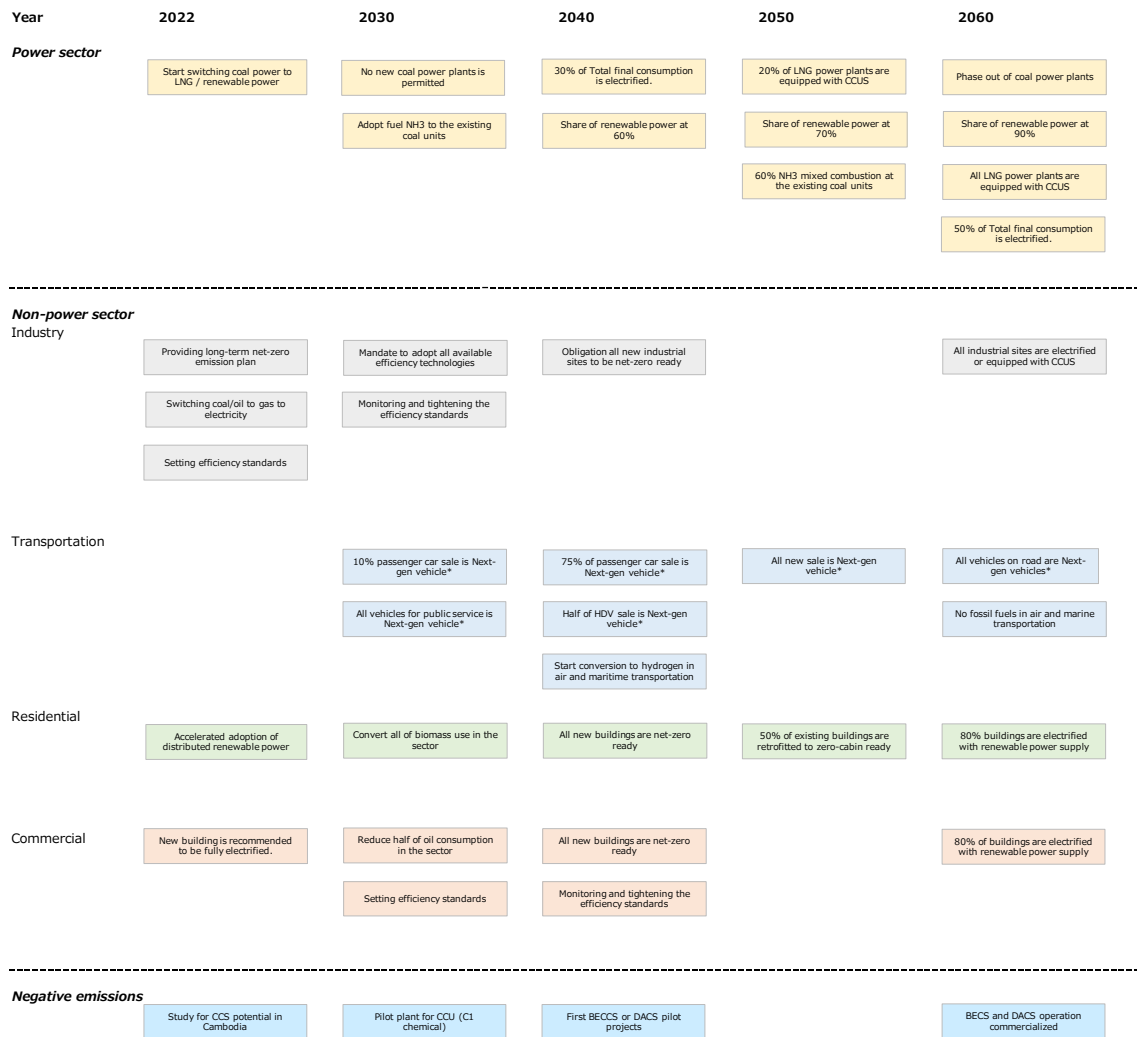 Year 2022 2030 2040 2050 2060
Power sector
Start switching coal power to
LNG / renewable power
No new coal power plants is
permitted
30% of Total final consumption
is electrified.
20% of LNG power plants are
equipped with CCUS
Phase out of coal power plants
Adopt fuel NH3 to the existing
coal units
Share of renewable power at
60%
Share of renewable power at
70%
Share of renewable power at
90%
60% NH3 mixed combustion at
the existing coal units
All LNG power plants are
equipped with CCUS
50% of Total final consumption
is electrified.
Non-power sector
Industry
Providing long-term net-zero
emission plan
Mandate to adopt all available
efficiency technologies
Obligation all new industrial
sites to be net-zero ready
All industrial sites are electrified
or equipped with CCUS
Switching coal/oil to gas to
electricity
Monitoring and tightening the
efficiency standards
Setting efficiency standards
Transportation
10% passenger car sale is Next-
gen vehicle*
75% of passenger car sale is
Next-gen vehicle*
All new sale is Next-gen
vehicle*
All vehicles on road are Next-
gen vehicles*
All vehicles for public service is
Next-gen vehicle*
Half of HDV sale is Next-gen
vehicle*
No fossil fuels in air and marine
transportation
Start conversion to hydrogen in
air and maritime transportation
Residential
Accelerated adoption of
distributed renewable power
Convert all of biomass use in the
sector
All new buildings are net-zero
ready
50% of existing buildings are
retrofitted to zero-cabin ready
80% buildings are electrified
with renewable power supply
Commercial
New building is recommended
to be fully electrified.
Reduce half of oil consumption
in the sector
All new buildings are net-zero
ready
80% of buildings are electrified
with renewable power supply
Setting efficiency standards
Monitoring and tightening the
efficiency standards
Negative emissions
Study for CCS potential in
Cambodia
Pilot plant for CCU (C1
chemical)
First BECCS or DACS pilot
projects
BECS and DACS operation
commercialized